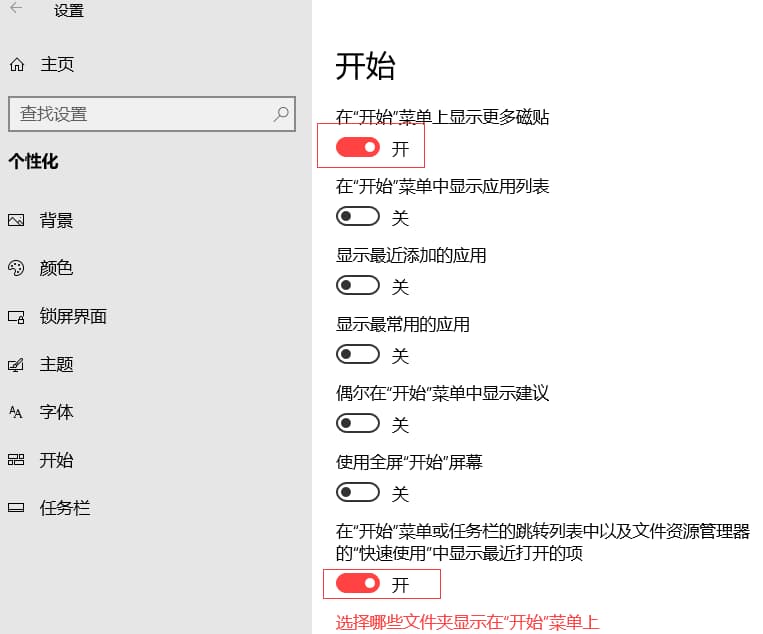 设置
主页
查找设置
个性化
背景
颜色
锁屏界面
主题
字体
开始
任务栏
开始
在“开始”菜单上显示更多磁贴
开
在“开始”菜单中显示应用列表
关
显示最近添加的应用
关
显示最常用的应用
关
偶尔在“开始”菜单中显示建议
关
使用全屏“开始”屏幕
关
在“开始”菜单或任务栏的跳转列表中以及文件资源管理器
的“快速使用”中显示最近打开的项
开
选择哪些文件夹显示在“开始”菜单上